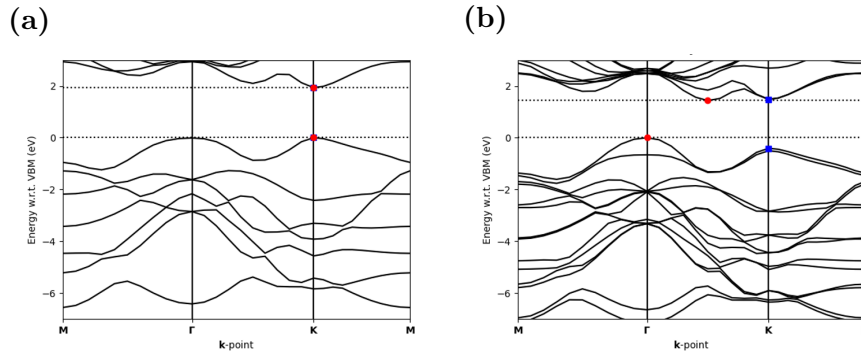 (a)
(b)
Energy w.r.t. VBM (eV)
2
0
−2
−4
−6
M
Γ
K
M
k-point
Energy w.r.t. VBM (eV)
2
0
−2
−4
−6
M
Γ
K
k-point